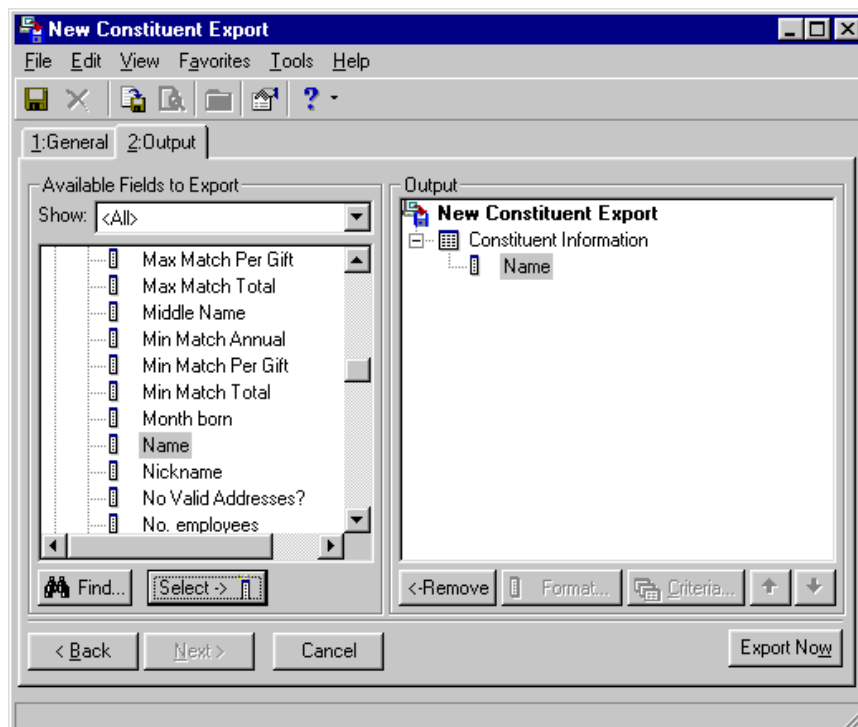 New Constituent Export
File Edit View Favorites Tools Help
?
1:General 2:Output
Available Fields to Export
Show: <All>
Max Match Per Gift
Max Match Total
Middle Name
Min Match Annual
Min Match Per Gift
Min Match Total
Month born
Name
Nickname
No Valid Addresses?
No. employees
Find... Select ->
Output
New Constituent Export
Constituent Information
Name
<-Remove Format... Criteria...
< Back Next > Cancel Export Now